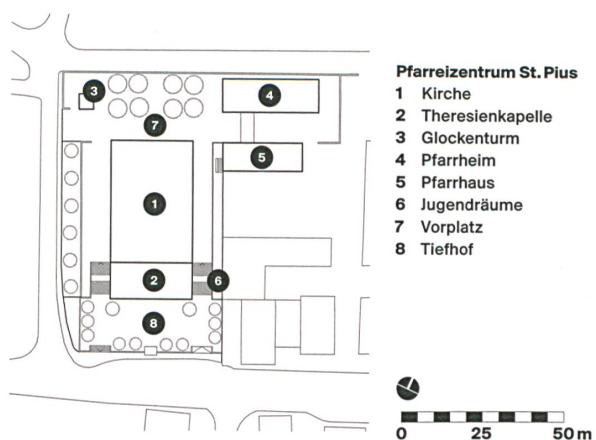 Pfarreizentrum St. Pius
1 Kirche
2 Theresienkapelle
3 Glockenturm
4 Pfarrheim
5 Pfarrhaus
6 Jugendräume
7 Vorplatz
8 Tiefhof
3
4
7
5
1
2
6
8
0 25 50 m